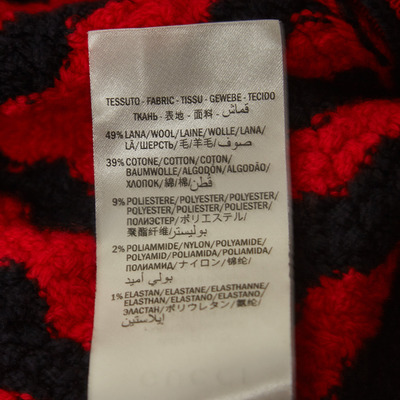 TESSUTO - FABRIC - TISSU - GEWEBE - TECIDO
ТКАНЬ - 表地 - 面料 - قماش
49% LANA/WOOL/LAINE/WOLLE/LANA/
LÃ/ШЕРСТЬ/毛/羊毛/صوف
39% COTONE/COTTON/COTON/
BAUMWOLLE/ALGODÓN/ALGODÃO/
ХЛОПОК/綿/棉/قطن
9% POLIESTERE/POLYESTER/POLYESTER/
POLYESTER/POLIESTER/POLIÉSTER/
ПОЛИЭСТЕР/ポリエステル/
聚酯纤维/بوليستر
2% POLIAMMIDE/NYLON/POLYAMIDE/
POLYAMID/POLIAMIDA/POLIAMIDA/
ПОЛИАМИД/ナイロン/锦纶/
بولي أميد
1% ELASTAN/ELASTANE/ELASTHANNE/
ELASTHAN/ELASTANO/ELASTANO/
ЭЛАСТАН/ポリウレタン/氨纶/
إيلاستين